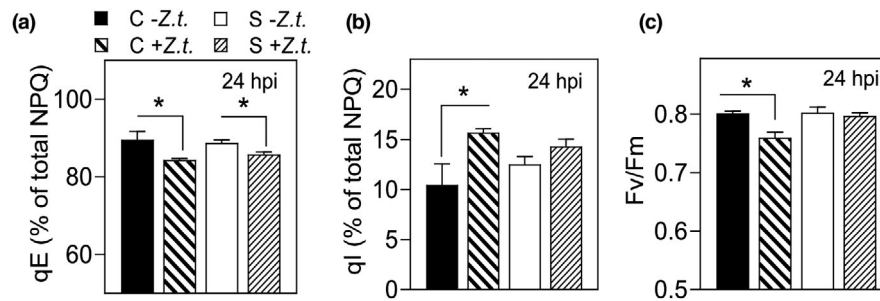 (a)
C -Z.t.
S -Z.t.
C +Z.t.
S +Z.t.
qE (% of total NPQ)
100
80
60
24 hpi
*
*
(b)
qI (% of total NPQ)
20
15
10
5
0
24 hpi
*
(c)
Fv/Fm
0.8
0.7
0.6
0.5
24 hpi
*